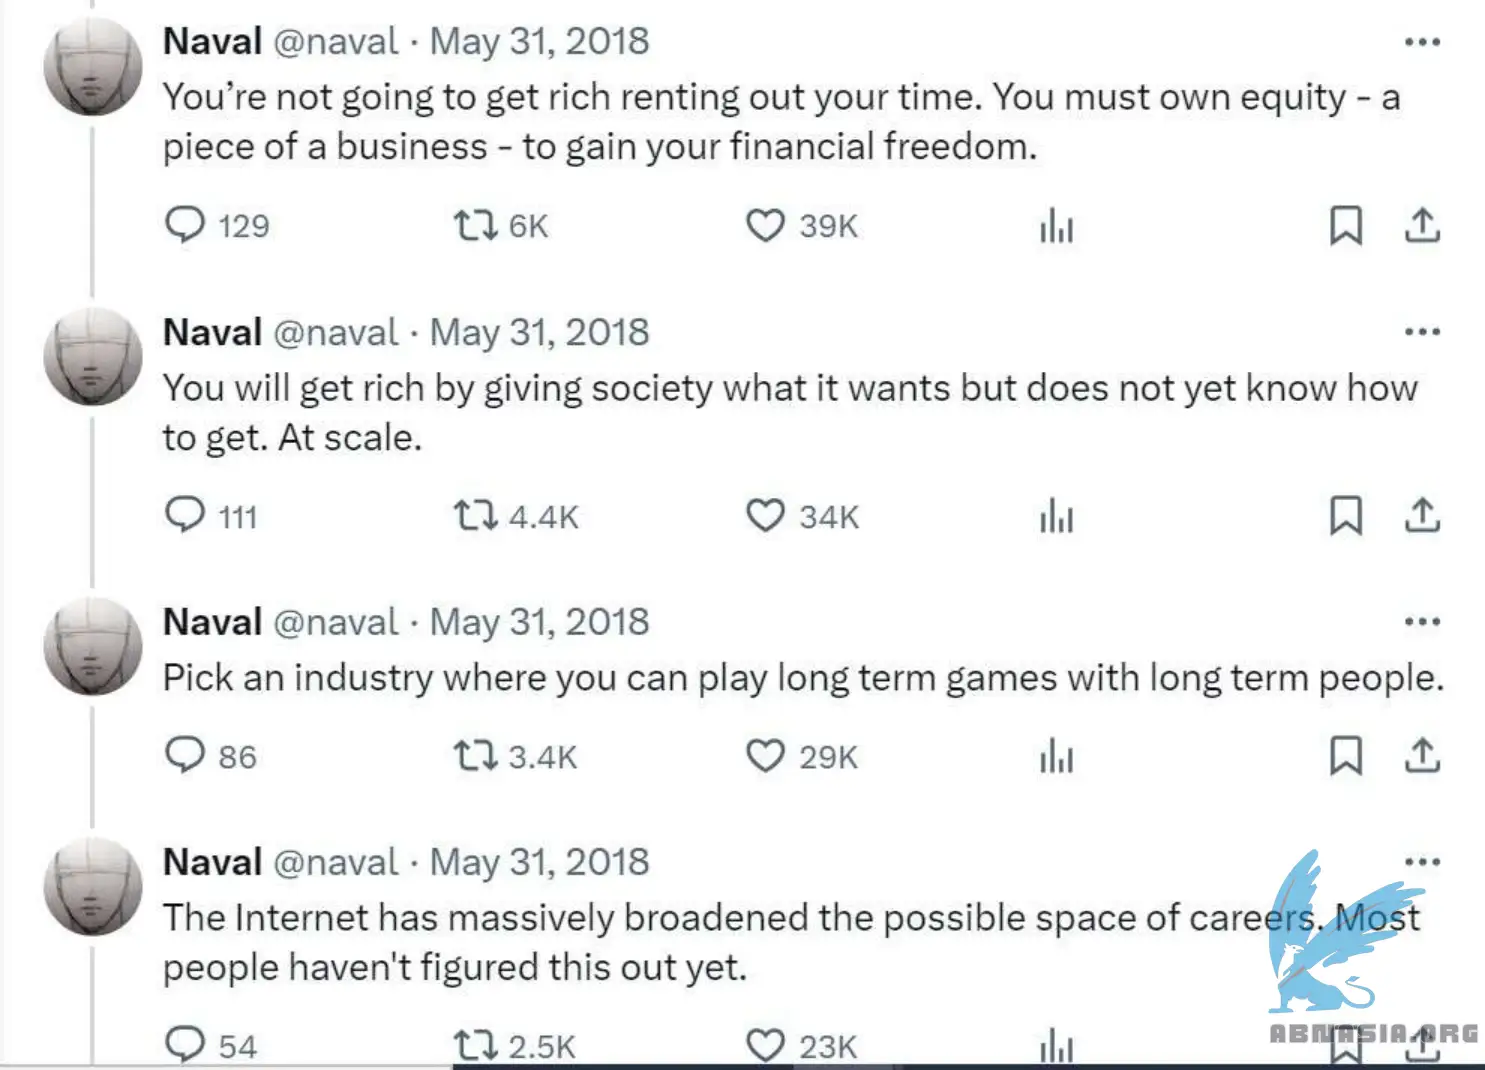 Naval @naval · May 31, 2018
You’re not going to get rich renting out your time. You must own equity - a
piece of a business - to gain your financial freedom.
129 6K 39K
Naval @naval · May 31, 2018
You will get rich by giving society what it wants but does not yet know how
to get. At scale.
111 4.4K 34K
Naval @naval · May 31, 2018
Pick an industry where you can play long term games with long term people.
86 3.4K 29K
Naval @naval · May 31, 2018
The Internet has massively broadened the possible space of careers. Most
people haven't figured this out yet.
54 2.5K 23K
ABNASIA.ORG